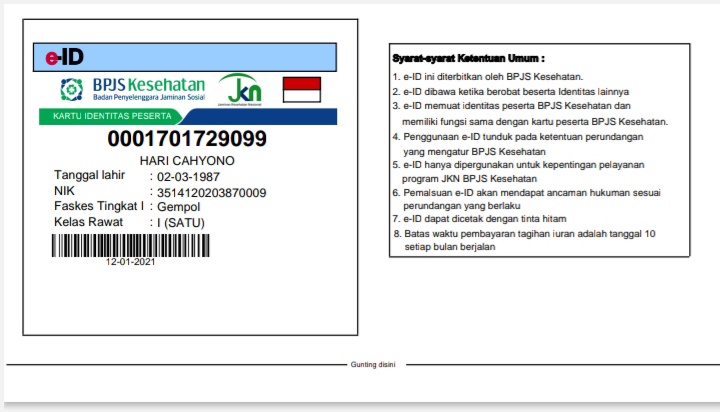 e-ID
BPJS Kesehatan
Badan Penyelenggara Jaminan Sosial
JKN
Jaminan Kesehatan Nasional
KARTU IDENTITAS PESERTA
0001701729099
HARI CAHYONO
Tanggal lahir : 02-03-1987
NIK : 3514120203870009
Faskes Tingkat I : Gempol
Kelas Rawat : I (SATU)
12-01-2021
Syarat-syarat Ketentuan Umum :
1. e-ID ini diterbitkan oleh BPJS Kesehatan.
2. e-ID dibawa ketika berobat beserta Identitas lainnya
3. e-ID memuat identitas peserta BPJS Kesehatan dan
memiliki fungsi sama dengan kartu peserta BPJS Kesehatan.
4. Penggunaan e-ID tunduk pada ketentuan perundangan
yang mengatur BPJS Kesehatan
5. e-ID hanya dipergunakan untuk kepentingan pelayanan
program JKN BPJS Kesehatan
6. Pemalsuan e-ID akan mendapat ancaman hukuman sesuai
perundangan yang berlaku
7. e-ID dapat dicetak dengan tinta hitam
8. Batas waktu pembayaran tagihan iuran adalah tanggal 10
setiap bulan berjalan
Gunting disini